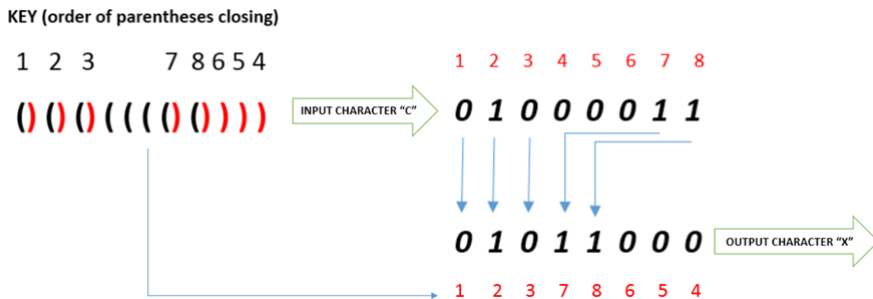 KEY (order of parentheses closing)
1 2 3 7 8 6 5 4
()()()((((()())))
INPUT CHARACTER “C”
1 2 3 4 5 6 7 8
0 1 0 0 0 0 1 1
0 1 0 1 1 0 0 0
OUTPUT CHARACTER “X”
1 2 3 7 8 6 5 4